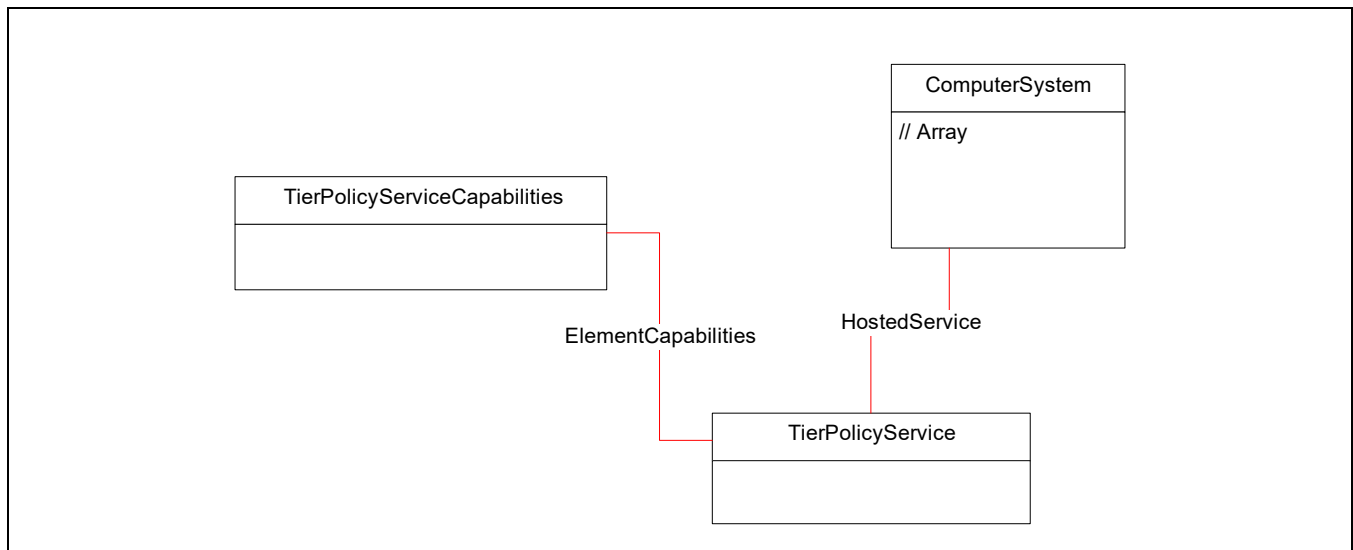 ComputerSystem
// Array
TierPolicyServiceCapabilities
HostedService
ElementCapabilities
TierPolicyService